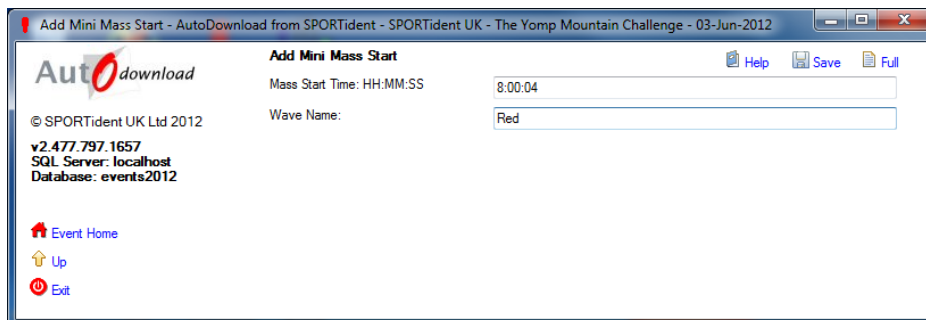 Add Mini Mass Start - AutoDownload from SPORTident - SPORTident UK - The Yomp Mountain Challenge - 03-Jun-2012
AutOdownload
Add Mini Mass Start
Help Save Full
Mass Start Time: HH:MM:SS 8:00:04
Wave Name: Red
© SPORTident UK Ltd 2012
v2.477.797.1657
SQL Server: localhost
Database: events2012
Event Home
Up
Exit